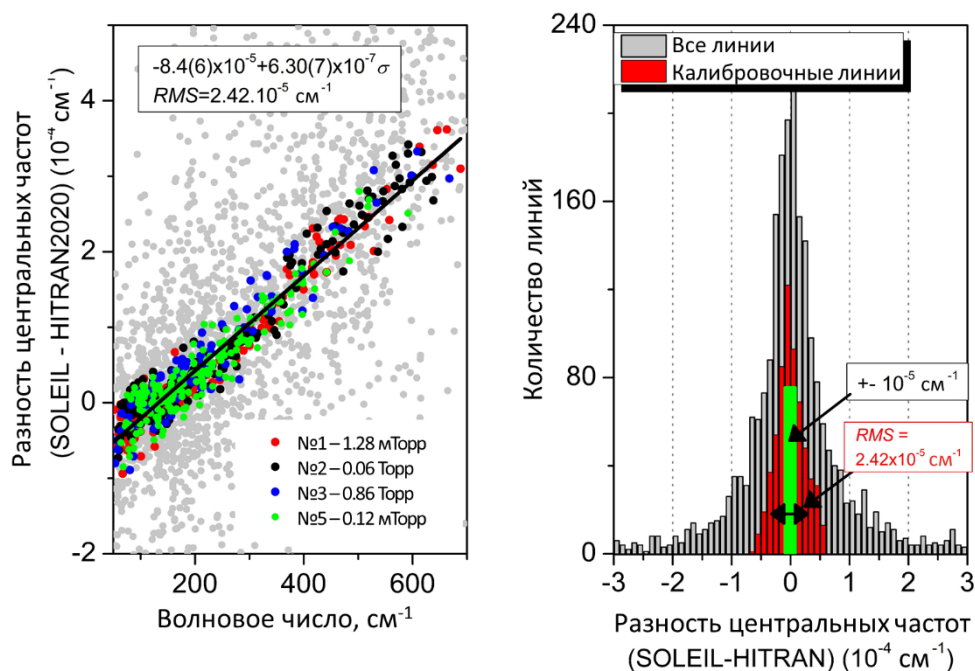 Разность центральных частот
(SOLEIL - HITRAN2020) (10⁻⁴ см⁻¹)
-8.4(6)x10⁻⁵+6.30(7)x10⁻⁷ σ
RMS=2.42.10⁻⁵ см⁻¹
4
2
0
-2
№1–1.28 мТорр
№2–0.06 Торр
№3–0.86 Торр
№5–0.12 мТорр
200 400 600
Волновое число, см⁻¹
Количество линий
240
160
80
0
Все линии
Калибровочные линии
+- 10⁻⁵ см⁻¹
RMS =
2.42x10⁻⁵ см⁻¹
-3 -2 -1 0 1 2 3
Разность центральных частот
(SOLEIL-HITRAN) (10⁻⁴ см⁻¹)